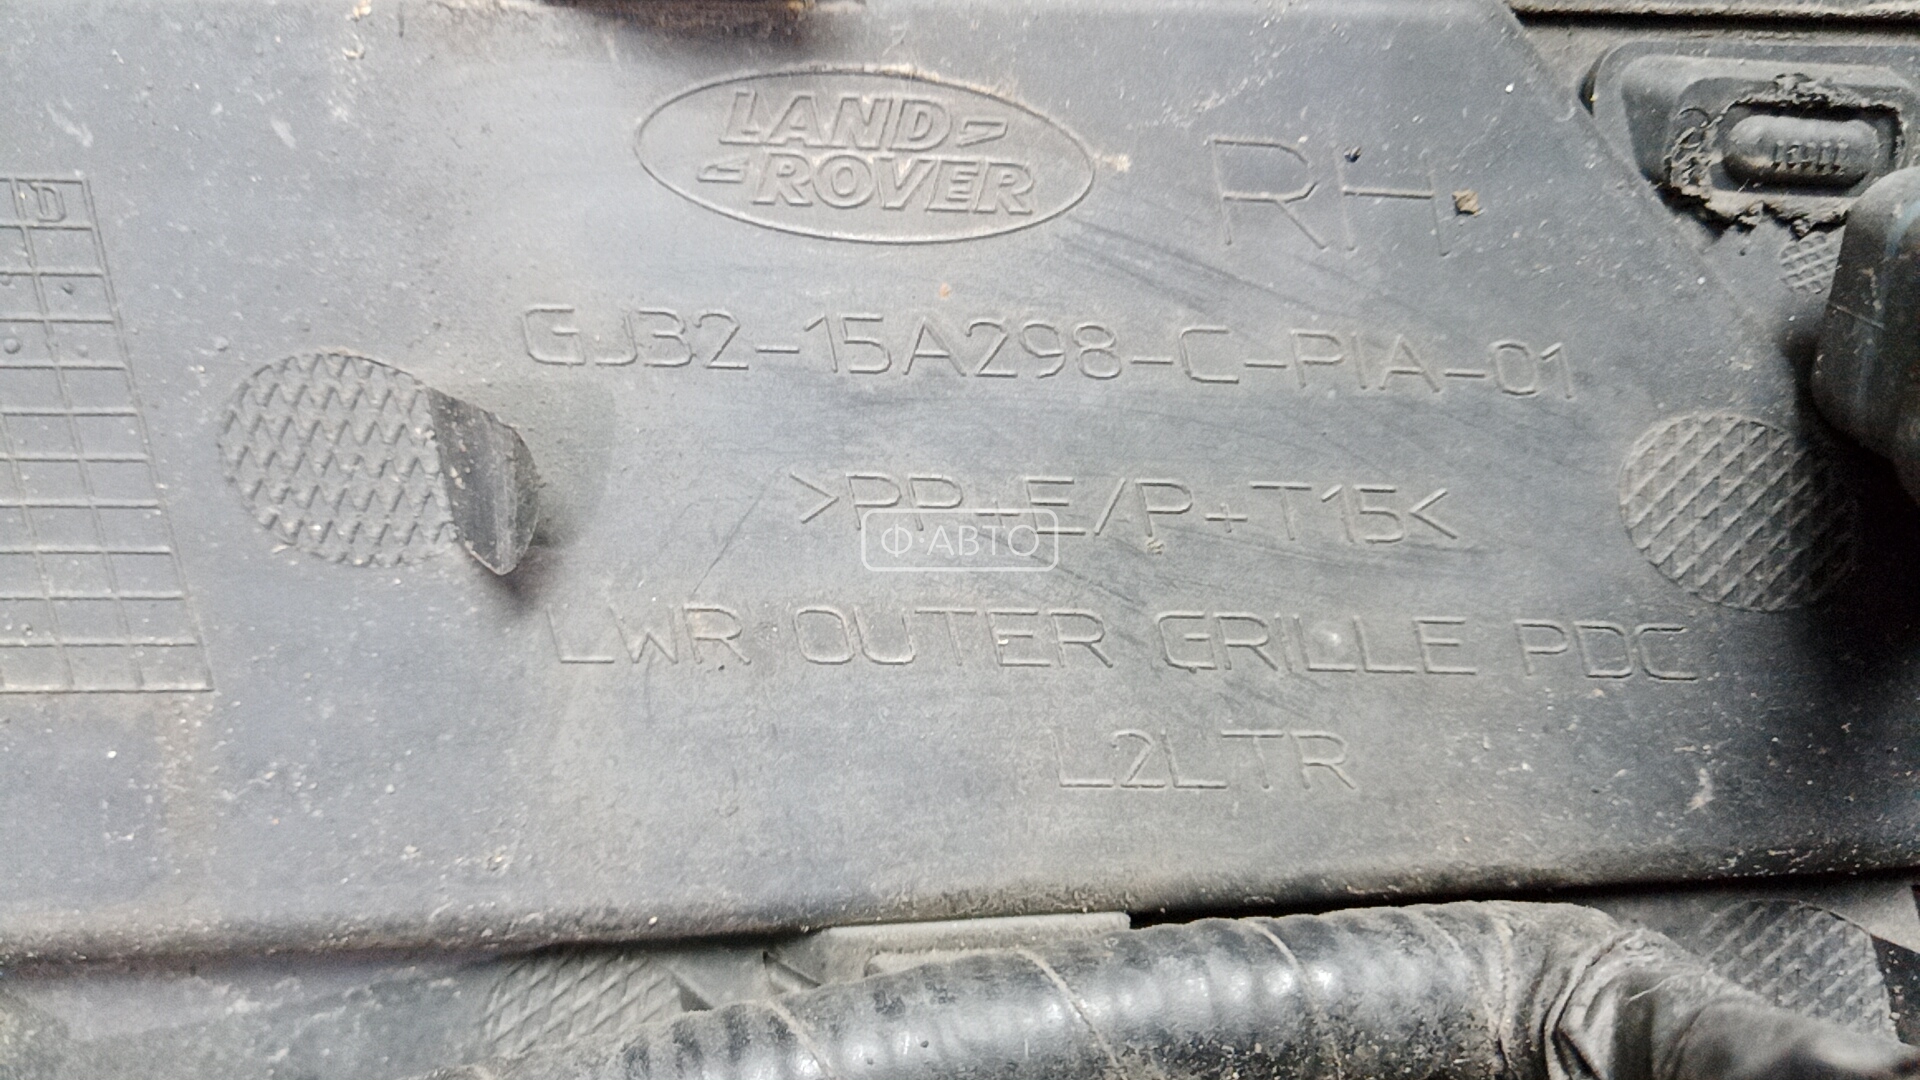 LAND
ROVER
RH
GJ32-15A298-C-PIA-01
>PP+E/P+T15<
Ф·АВТО
LWR OUTER GRILLE PDC
L2LTR
D